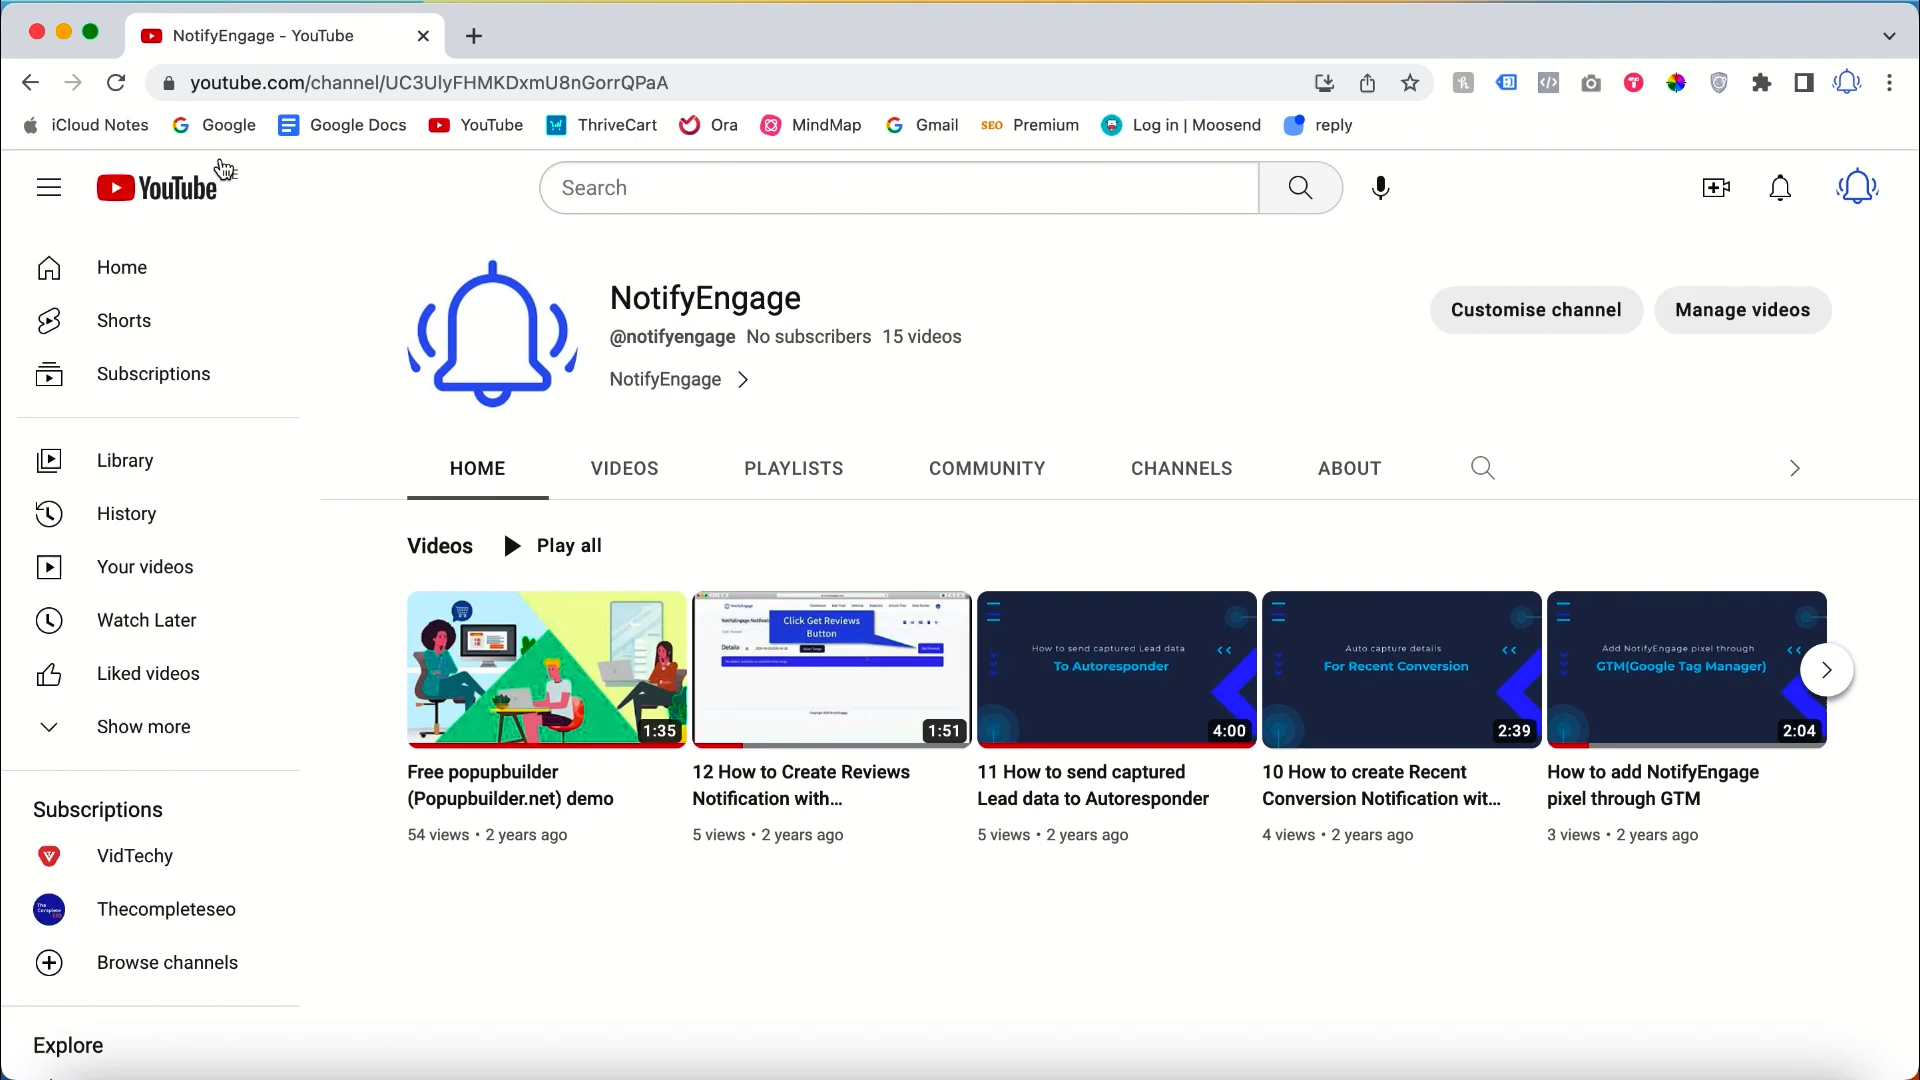 NotifyEngage - YouTube
youtube.com/channel/UC3UlyFHMKDxmU8nGorrQPaA
iCloud Notes Google Google Docs YouTube ThriveCart Ora MindMap Gmail SEO Premium Log in | Moosend reply
YouTube
Search
Home
Shorts
Subscriptions
Library
History
Your videos
Watch Later
Liked videos
Show more
Subscriptions
VidTechy
Thecompleteseo
Browse channels
Explore
NotifyEngage
@notifyengage No subscribers 15 videos
NotifyEngage
Customise channel
Manage videos
HOME VIDEOS PLAYLISTS COMMUNITY CHANNELS ABOUT
Videos Play all
1:35
Free popupbuilder
(Popupbuilder.net) demo
54 views • 2 years ago
Click Get Reviews
Button
Details
1:51
12 How to Create Reviews
Notification with...
5 views • 2 years ago
How to send captured Lead data
To Autoresponder
4:00
11 How to send captured
Lead data to Autoresponder
5 views • 2 years ago
Auto capture details
For Recent Conversion
2:39
10 How to create Recent
Conversion Notification wit...
4 views • 2 years ago
Add NotifyEngage pixel through
GTM(Google Tag Manager)
2:04
How to add NotifyEngage
pixel through GTM
3 views • 2 years ago